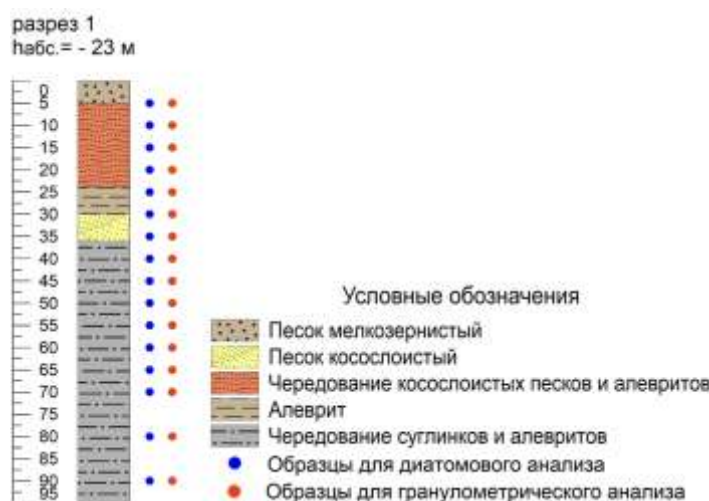 разрез 1
hабс.= - 23 м
0
5
10
15
20
25
30
35
40
45
50
55
60
65
70
75
80
85
90
95
Условные обозначения
Песок мелкозернистый
Песок косослоистый
Чередование косослоистых песков и алевритов
Алеврит
Чередование суглинков и алевритов
Образцы для диатомового анализа
Образцы для гранулометрического анализа